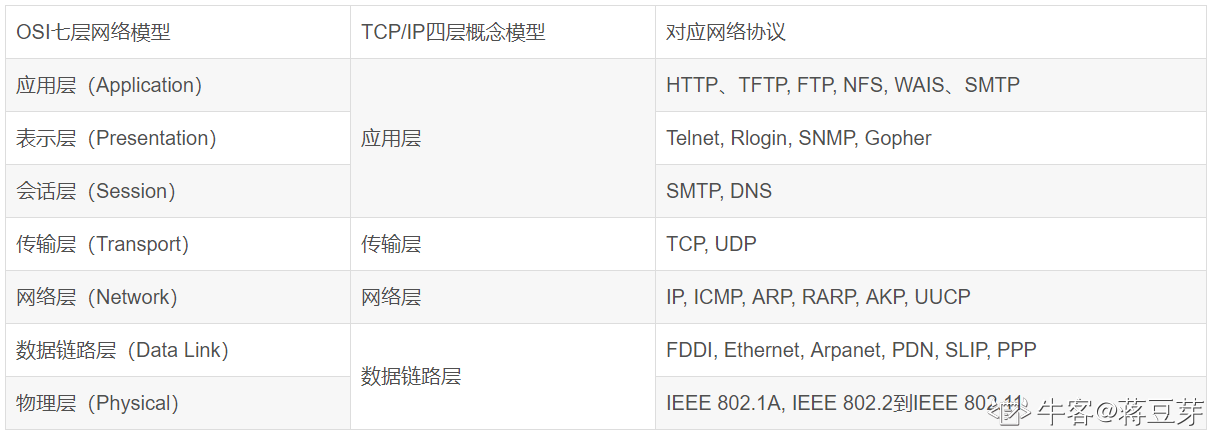 OSI七层网络模型 TCP/IP四层概念模型 对应网络协议
应用层（Application） HTTP、TFTP, FTP, NFS, WAIS、SMTP
表示层（Presentation） 应用层 Telnet, Rlogin, SNMP, Gopher
会话层（Session） SMTP, DNS
传输层（Transport） 传输层 TCP, UDP
网络层（Network） 网络层 IP, ICMP, ARP, RARP, AKP, UUCP
数据链路层（Data Link） FDDI, Ethernet, Arpanet, PDN, SLIP, PPP
数据链路层
物理层（Physical） IEEE 802.1A, IEEE 802.2到IEEE 802.11
牛客@蒋豆芽